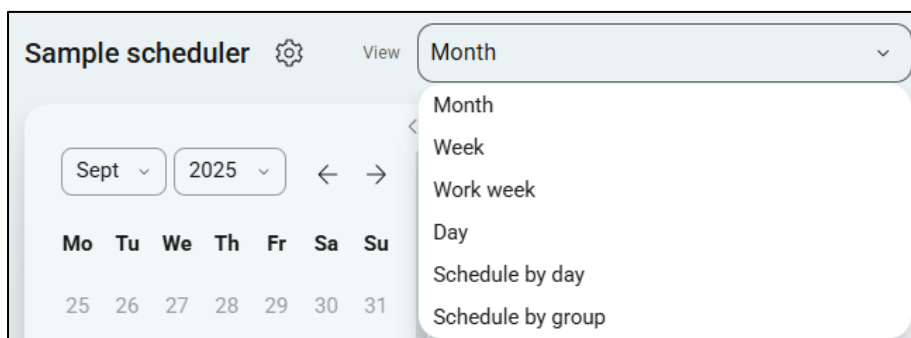 Sample scheduler
View
Month
Month
Week
Work week
Day
Schedule by day
Schedule by group
Sept 2025
Mo Tu We Th Fr Sa Su
25 26 27 28 29 30 31